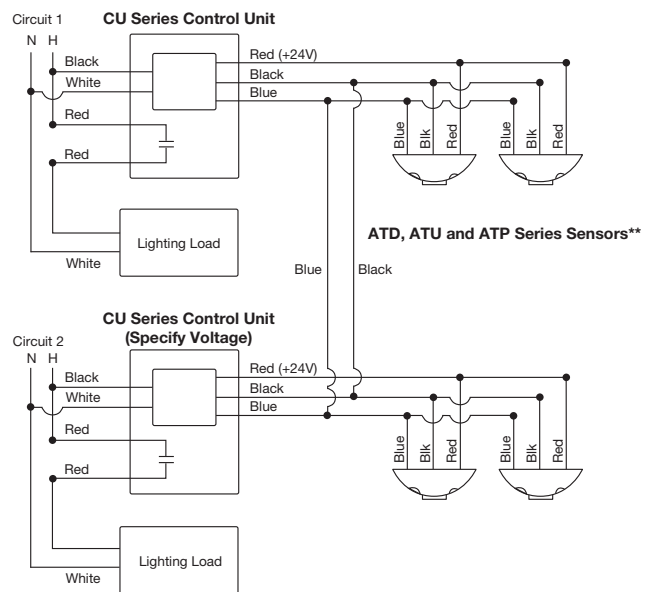 Circuit 1
CU Series Control Unit
N H
Black
White
Red
Red
Red (+24V)
Black
Blue
Blue
Blk
Red
Blue
Blk
Red
Lighting Load
White
ATD, ATU and ATP Series Sensors**
Blue
Black
CU Series Control Unit
(Specify Voltage)
Circuit 2
N H
Black
White
Red
Red
Red (+24V)
Black
Blue
Blue
Blk
Red
Blue
Blk
Red
Lighting Load
White